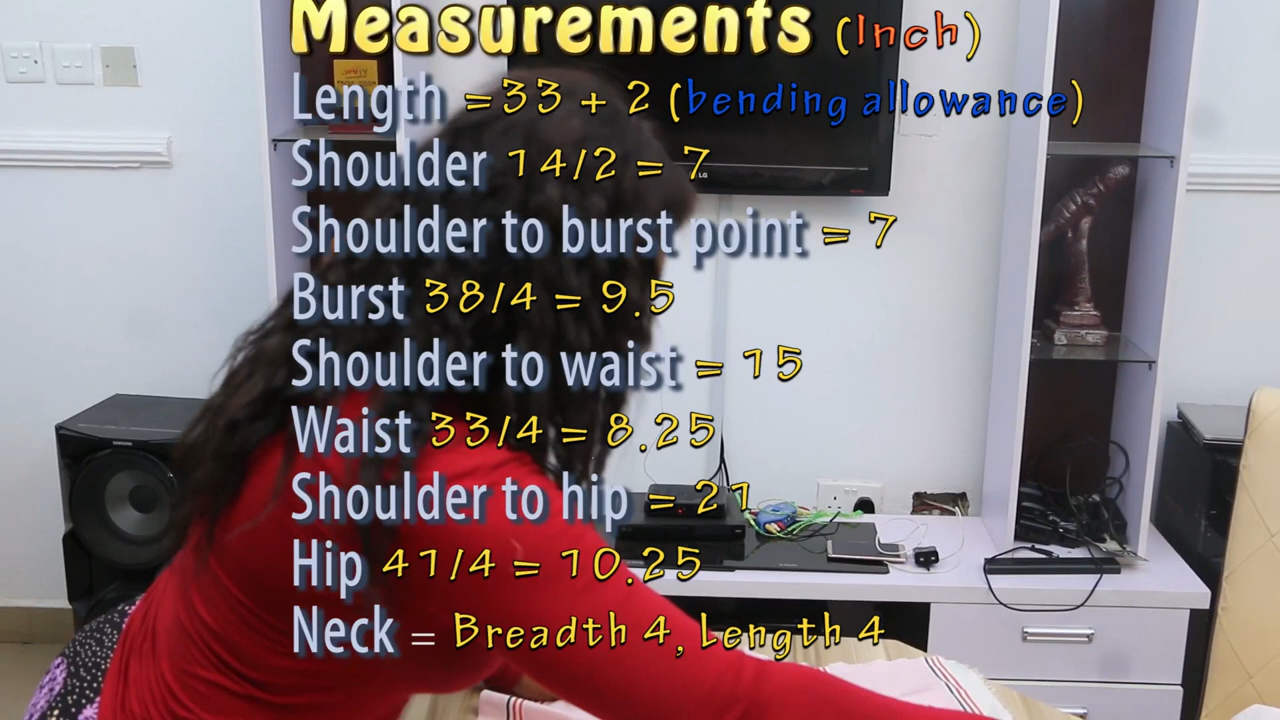 Measurements (Inch)
Length = 33 + 2 (bending allowance)
Shoulder 14/2 = 7
LG
Shoulder to burst point = 7
Burst 38/4 = 9.5
Shoulder to waist = 15
Waist 33/4 = 8.25
SAMSUNG
Shoulder to hip = 21
Hip 41/4 = 10.25
Neck = Breadth 4, Length 4